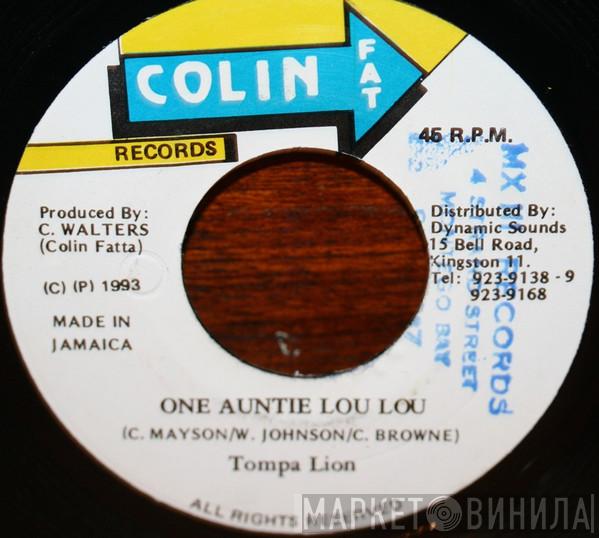 COLIN
FAT
RECORDS
45 R.P.M.
Produced By:
C. WALTERS
(Colin Fatta)
(C) (P) 1993
MADE IN
JAMAICA
Distributed By:
Dynamic Sounds
15 Bell Road,
Kingston 11.
Tel: 923-9138 - 9
923-9168
RECORDS
STREET
BAY
ONE AUNTIE LOU LOU
(C. MAYSON/W. JOHNSON/C. BROWNE)
Tompa Lion
ALL RIGHTS RESERVED
МАРКЕТ ВИНИЛА